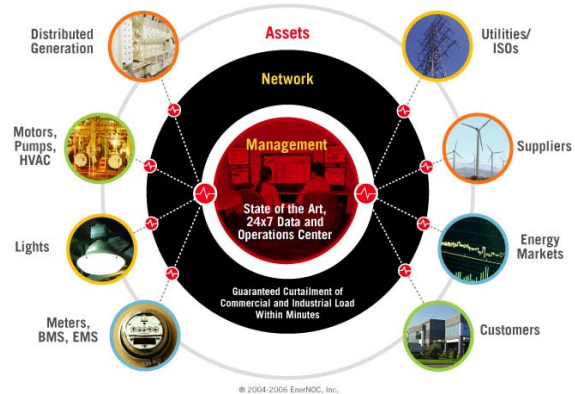 Distributed
Generation
Assets
Utilities/
ISOs
Network
Motors,
Pumps,
HVAC
Management
Suppliers
State of the Art,
24x7 Data and
Operations Center
Lights
Energy
Markets
Guaranteed Curtailment of
Commercial and Industrial Load
Within Minutes
Meters,
BMS, EMS
Customers
© 2004-2006 EnerNOC, Inc.